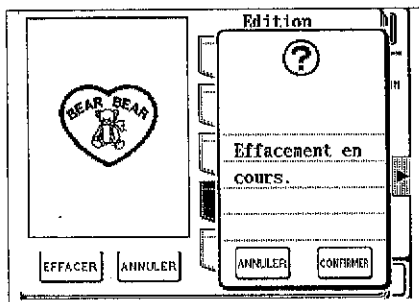 Edition
BEAR BEAR
Effacement en
cours.
EFFACER
ANNULER
ANNULER
CONFIRMER